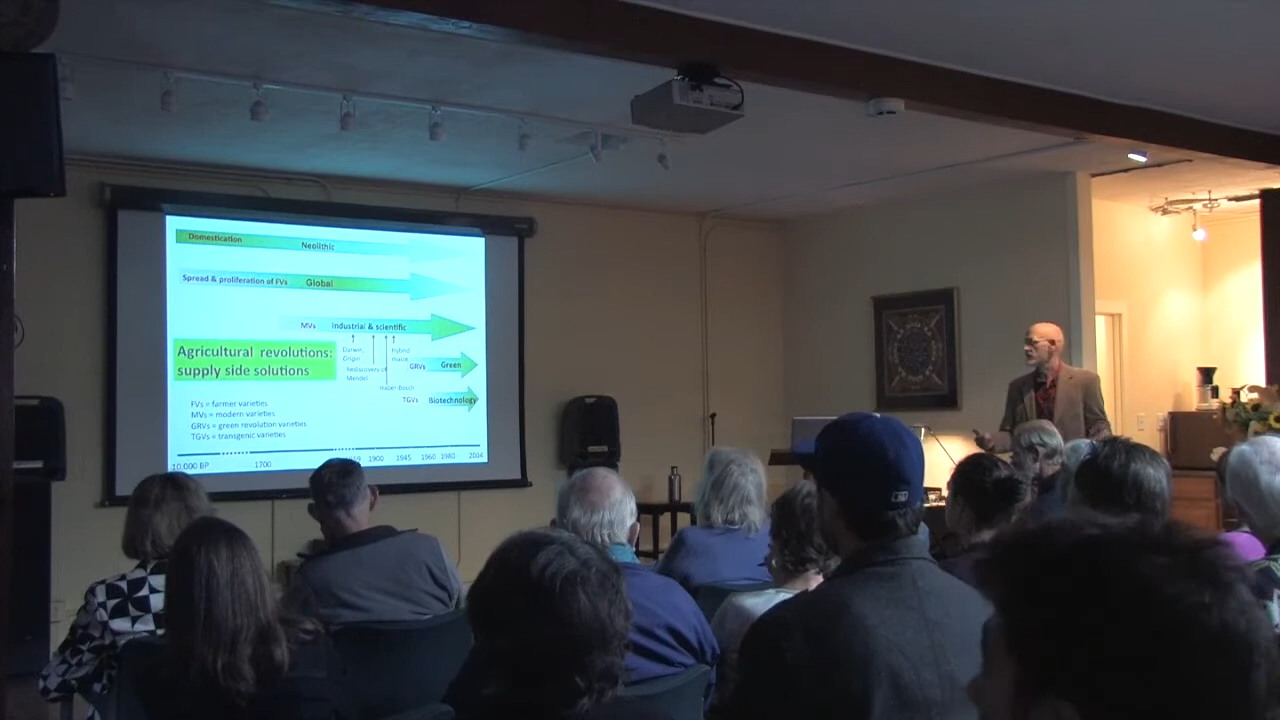 Domestication Neolithic
Spread & proliferation of FVs Global
MVs Industrial & scientific
Darwin, Origin
Hybrid maize
Agricultural revolutions:
supply side solutions
GRVs Green
Rediscovery of Mendel
Haber-Bosch
TGVs Biotechnology
FVs = farmer varieties
MVs = modern varieties
GRVs = green revolution varieties
TGVs = transgenic varieties
10,000 BP 1700 1900 1945 1960 1980 2004